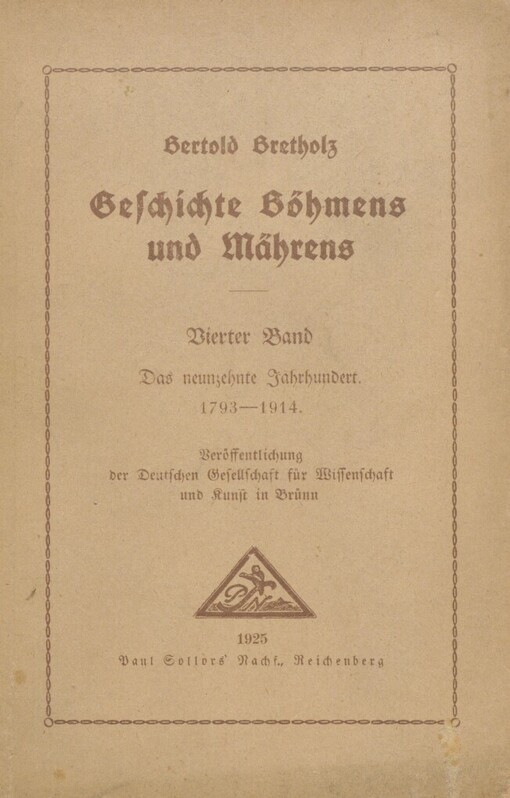 Bertold Bretholz
Geschichte Böhmens
und Mährens
Vierter Band
Das neunzehnte Jahrhundert.
1793—1914.
Veröffentlichung
der Deutschen Gesellschaft für Wissenschaft
und Kunst in Brünn
PSN
1925
Paul Sollors' Nachf., Reichenberg